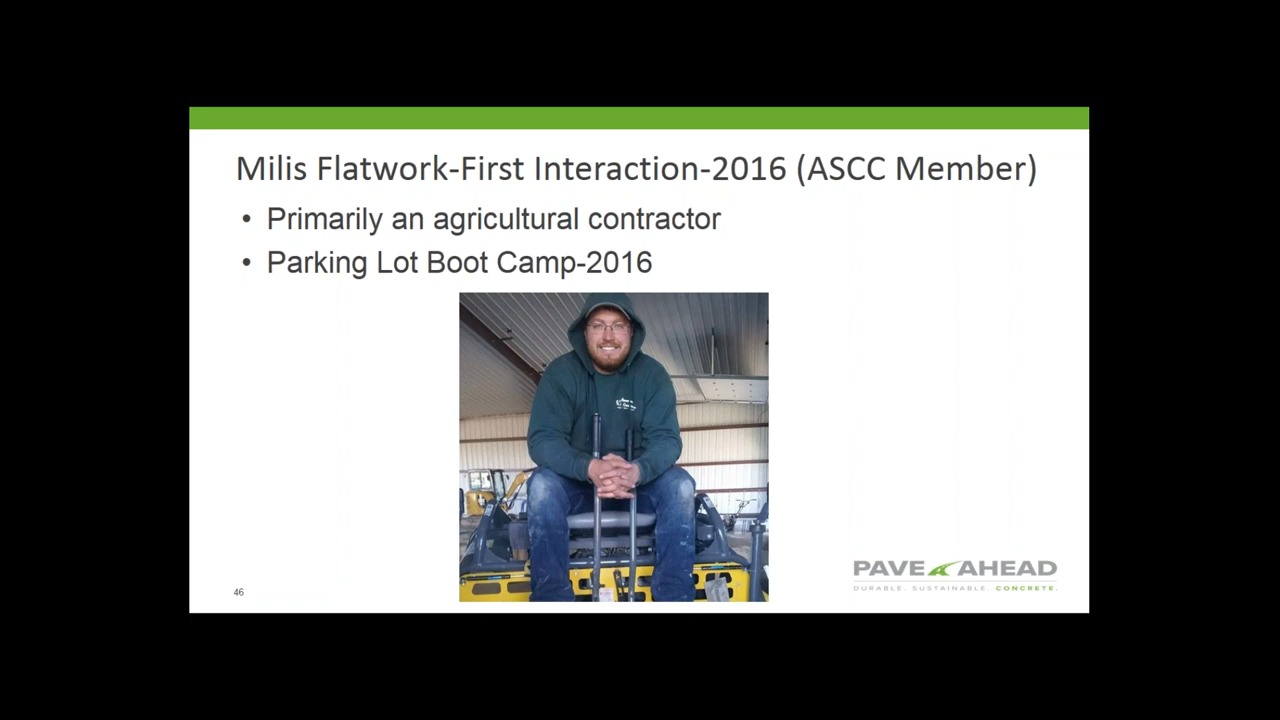 Milis Flatwork-First Interaction-2016 (ASCC Member)
• Primarily an agricultural contractor
• Parking Lot Boot Camp-2016
46
PAVE AHEAD
DURABLE. SUSTAINABLE. CONCRETE.